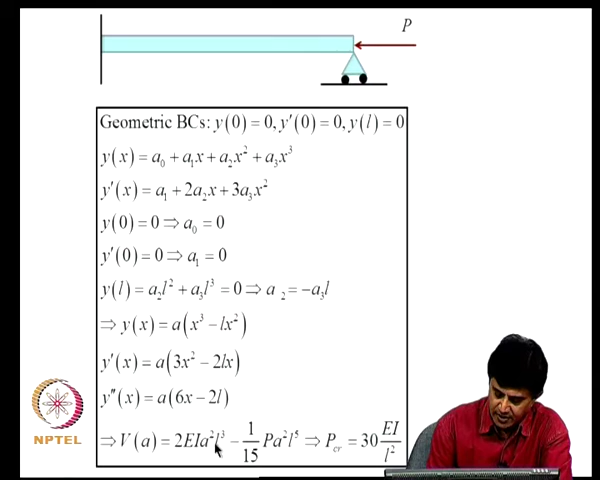 P
Geometric BCs: y(0) = 0, y′(0) = 0, y(l) = 0
y(x) = a₀ + a₁x + a₂x² + a₃x³
y′(x) = a₁ + 2a₂x + 3a₃x²
y(0) = 0 ⇒ a₀ = 0
y′(0) = 0 ⇒ a₁ = 0
y(l) = a₂l² + a₃l³ = 0 ⇒ a₂ = −a₃l
⇒ y(x) = a(x³ − lx²)
y′(x) = a(3x² − 2lx)
y″(x) = a(6x − 2l)
⇒ V(a) = 2EIa²l³ − 1/15 Pa²l⁵ ⇒ P_cr = 30 EI/l²
NPTEL